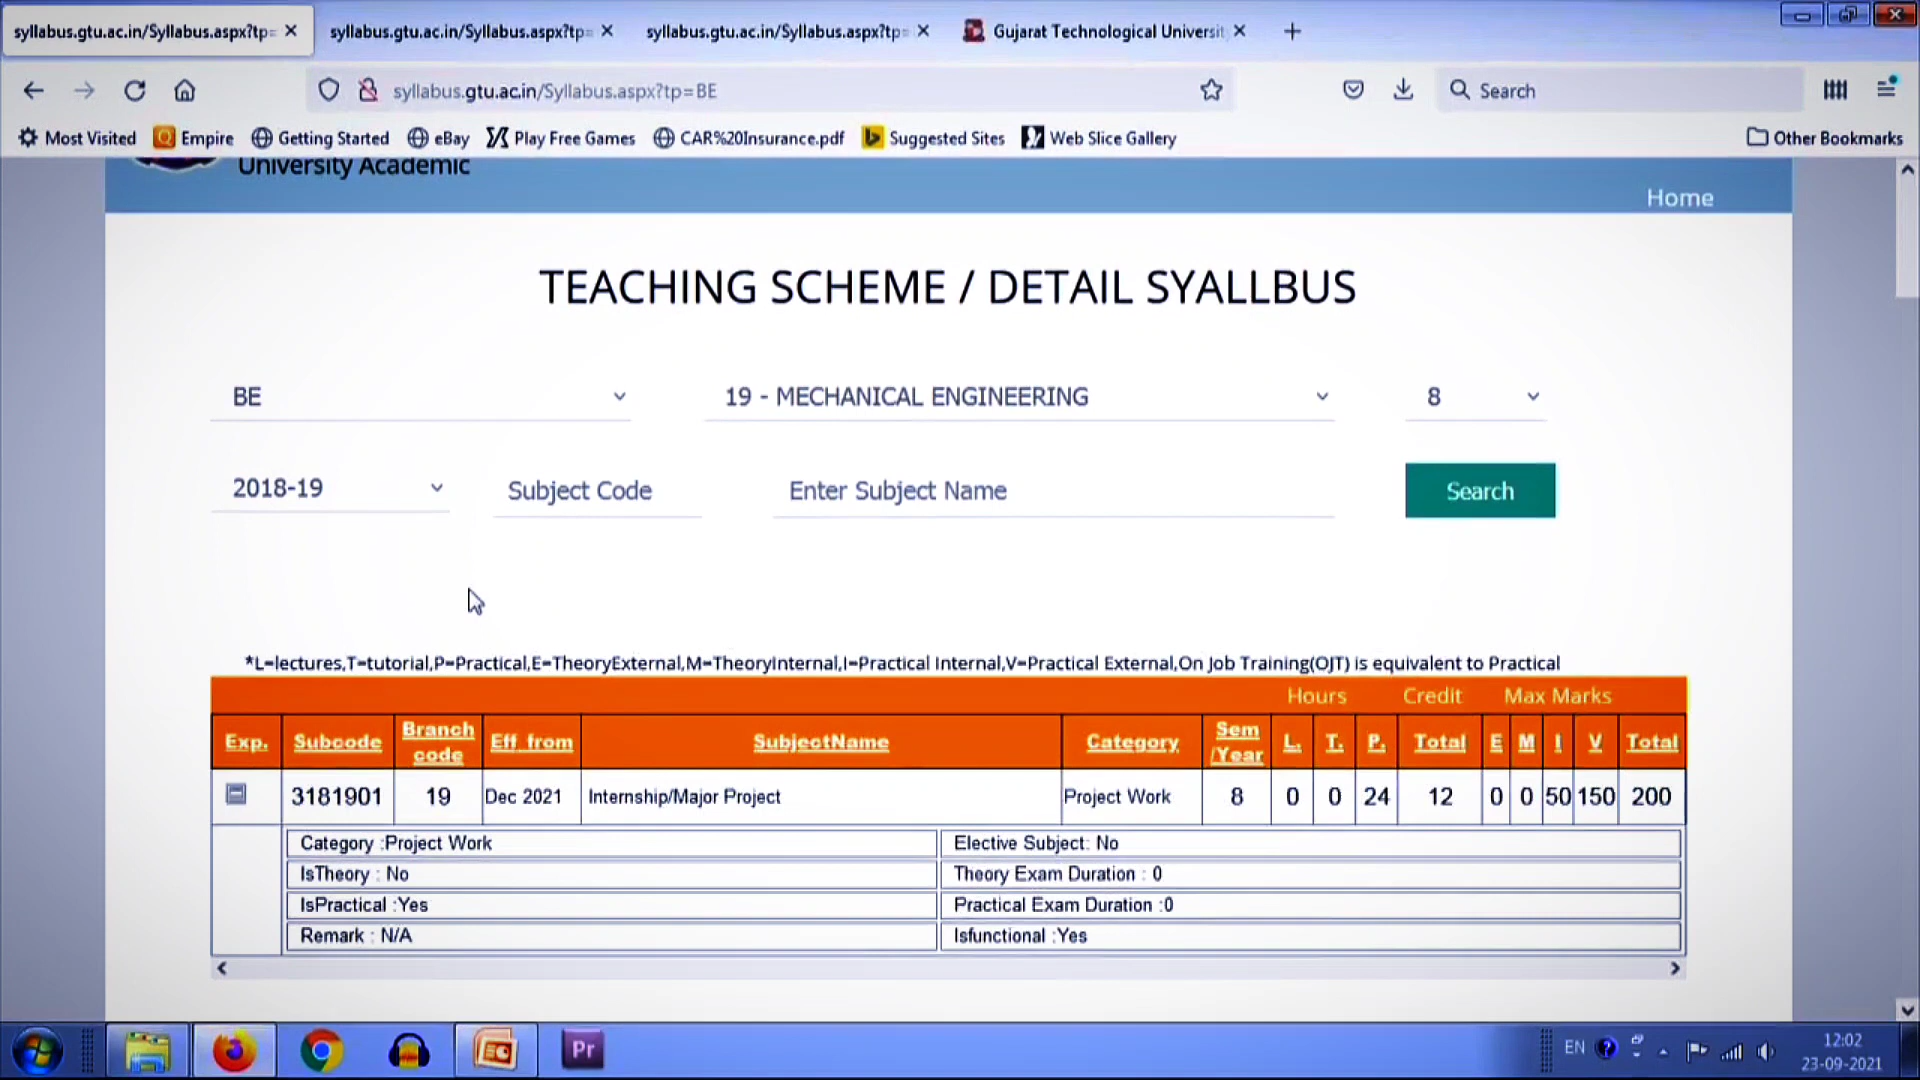 syllabus.gtu.ac.in/Syllabus.aspx?tp=
syllabus.gtu.ac.in/Syllabus.aspx?tp=
syllabus.gtu.ac.in/Syllabus.aspx?tp=
Gujarat Technological Universit
syllabus.gtu.ac.in/Syllabus.aspx?tp=BE
Search
Most Visited
Empire
Getting Started
eBay
Play Free Games
CAR%20Insurance.pdf
Suggested Sites
Web Slice Gallery
Other Bookmarks
University Academic
Home
TEACHING SCHEME / DETAIL SYALLBUS
BE
19 - MECHANICAL ENGINEERING
8
2018-19
Subject Code
Enter Subject Name
Search
*L=lectures,T=tutorial,P=Practical,E=TheoryExternal,M=TheoryInternal,I=Practical Internal,V=Practical External,On Job Training(OJT) is equivalent to Practical
Hours Credit Max Marks
Exp. Subcode Branch code Eff_from SubjectName Category Sem /Year L. T. P. Total E M I V Total
3181901 19 Dec 2021 Internship/Major Project Project Work 8 0 0 24 12 0 0 50 150 200
Category :Project Work
Elective Subject: No
IsTheory : No
Theory Exam Duration : 0
IsPractical :Yes
Practical Exam Duration :0
Remark : N/A
Isfunctional :Yes
Pr
EN
12:02
23-09-2021